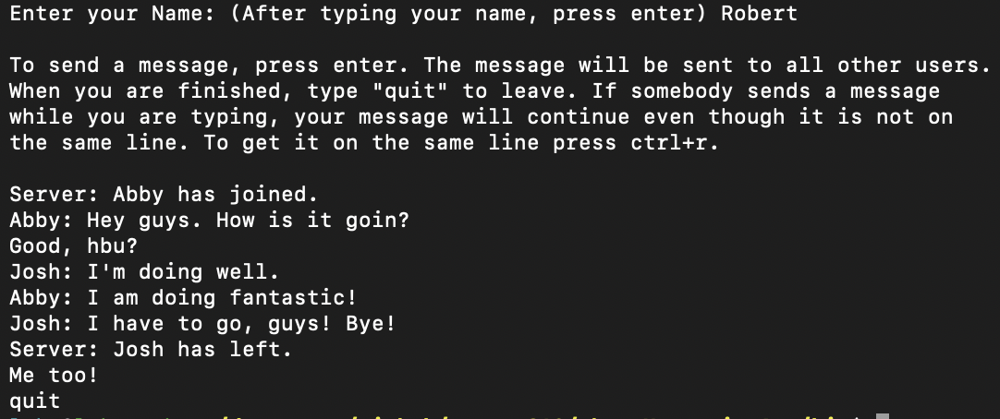 Enter your Name: (After typing your name, press enter) Robert
To send a message, press enter. The message will be sent to all other users.
When you are finished, type "quit" to leave. If somebody sends a message
while you are typing, your message will continue even though it is not on
the same line. To get it on the same line press ctrl+r.
Server: Abby has joined.
Abby: Hey guys. How is it goin?
Good, hbu?
Josh: I'm doing well.
Abby: I am doing fantastic!
Josh: I have to go, guys! Bye!
Server: Josh has left.
Me too!
quit